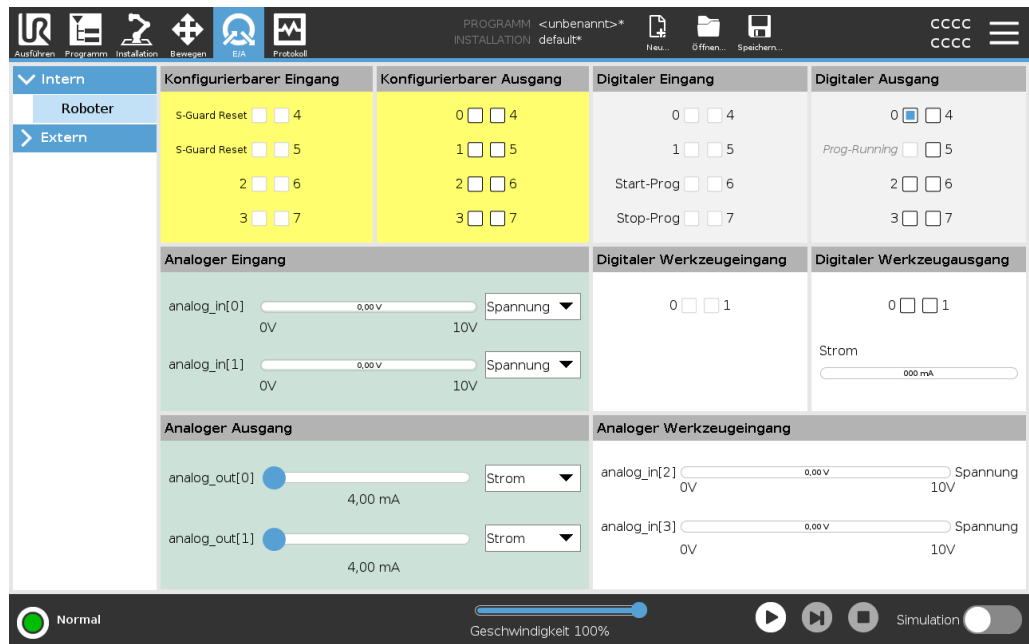 UR
PROGRAMM <unbenannt>*
INSTALLATION default*
CCCC
CCCC
Ausführen Programm Installation Bewegen E/A Protokoll Neu... Öffnen... Speichern...
Intern
Roboter
Extern
Konfigurierbarer Eingang
S-Guard Reset 4
S-Guard Reset 5
2 6
3 7
Konfigurierbarer Ausgang
0 4
1 5
2 6
3 7
Digitaler Eingang
0 4
1 5
Start-Prog 6
Stop-Prog 7
Digitaler Ausgang
0 4
Prog-Running 5
2 6
3 7
Analoger Eingang
analog_in[0] 0,00 V Spannung
0V 10V
analog_in[1] 0,00 V Spannung
0V 10V
Digitaler Werkzeugeingang
0 1
Digitaler Werkzeugausgang
0 1
Strom
000 mA
Analoger Ausgang
analog_out[0] Strom
4,00 mA
analog_out[1] Strom
4,00 mA
Analoger Werkzeugeingang
analog_in[2] 0,00 V Spannung
0V 10V
analog_in[3] 0,00 V Spannung
0V 10V
Normal
Geschwindigkeit 100%
Simulation